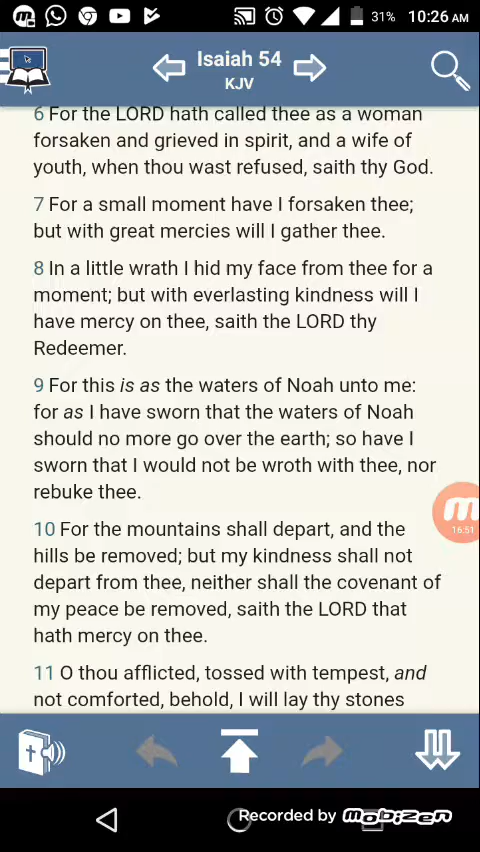 31% 10:26 AM
Isaiah 54
KJV
6 For the LORD hath called thee as a woman
forsaken and grieved in spirit, and a wife of
youth, when thou wast refused, saith thy God.
7 For a small moment have I forsaken thee;
but with great mercies will I gather thee.
8 In a little wrath I hid my face from thee for a
moment; but with everlasting kindness will I
have mercy on thee, saith the LORD thy
Redeemer.
9 For this is as the waters of Noah unto me:
for as I have sworn that the waters of Noah
should no more go over the earth; so have I
sworn that I would not be wroth with thee, nor
rebuke thee.
16:51
10 For the mountains shall depart, and the
hills be removed; but my kindness shall not
depart from thee, neither shall the covenant of
my peace be removed, saith the LORD that
hath mercy on thee.
11 O thou afflicted, tossed with tempest, and
not comforted, behold, I will lay thy stones
Recorded by mobizen